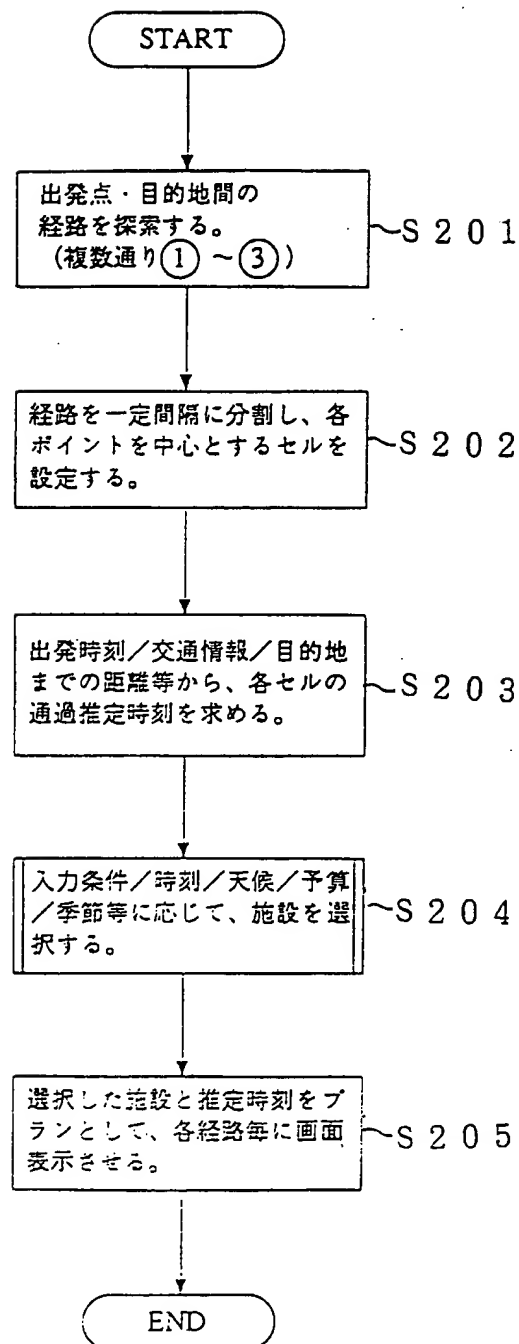 START
出発点・目的地間の
経路を探索する。
(複数通り①～③)
～S201
経路を一定間隔に分割し、各
ポイントを中心とするセルを
設定する。
～S202
出発時刻／交通情報／目的地
までの距離等から、各セルの
通過推定時刻を求める。
～S203
入力条件／時刻／天候／予算
／季節等に応じて、施設を選
択する。
～S204
選択した施設と推定時刻をプ
ランとして、各経路毎に画面
表示させる。
～S205
END